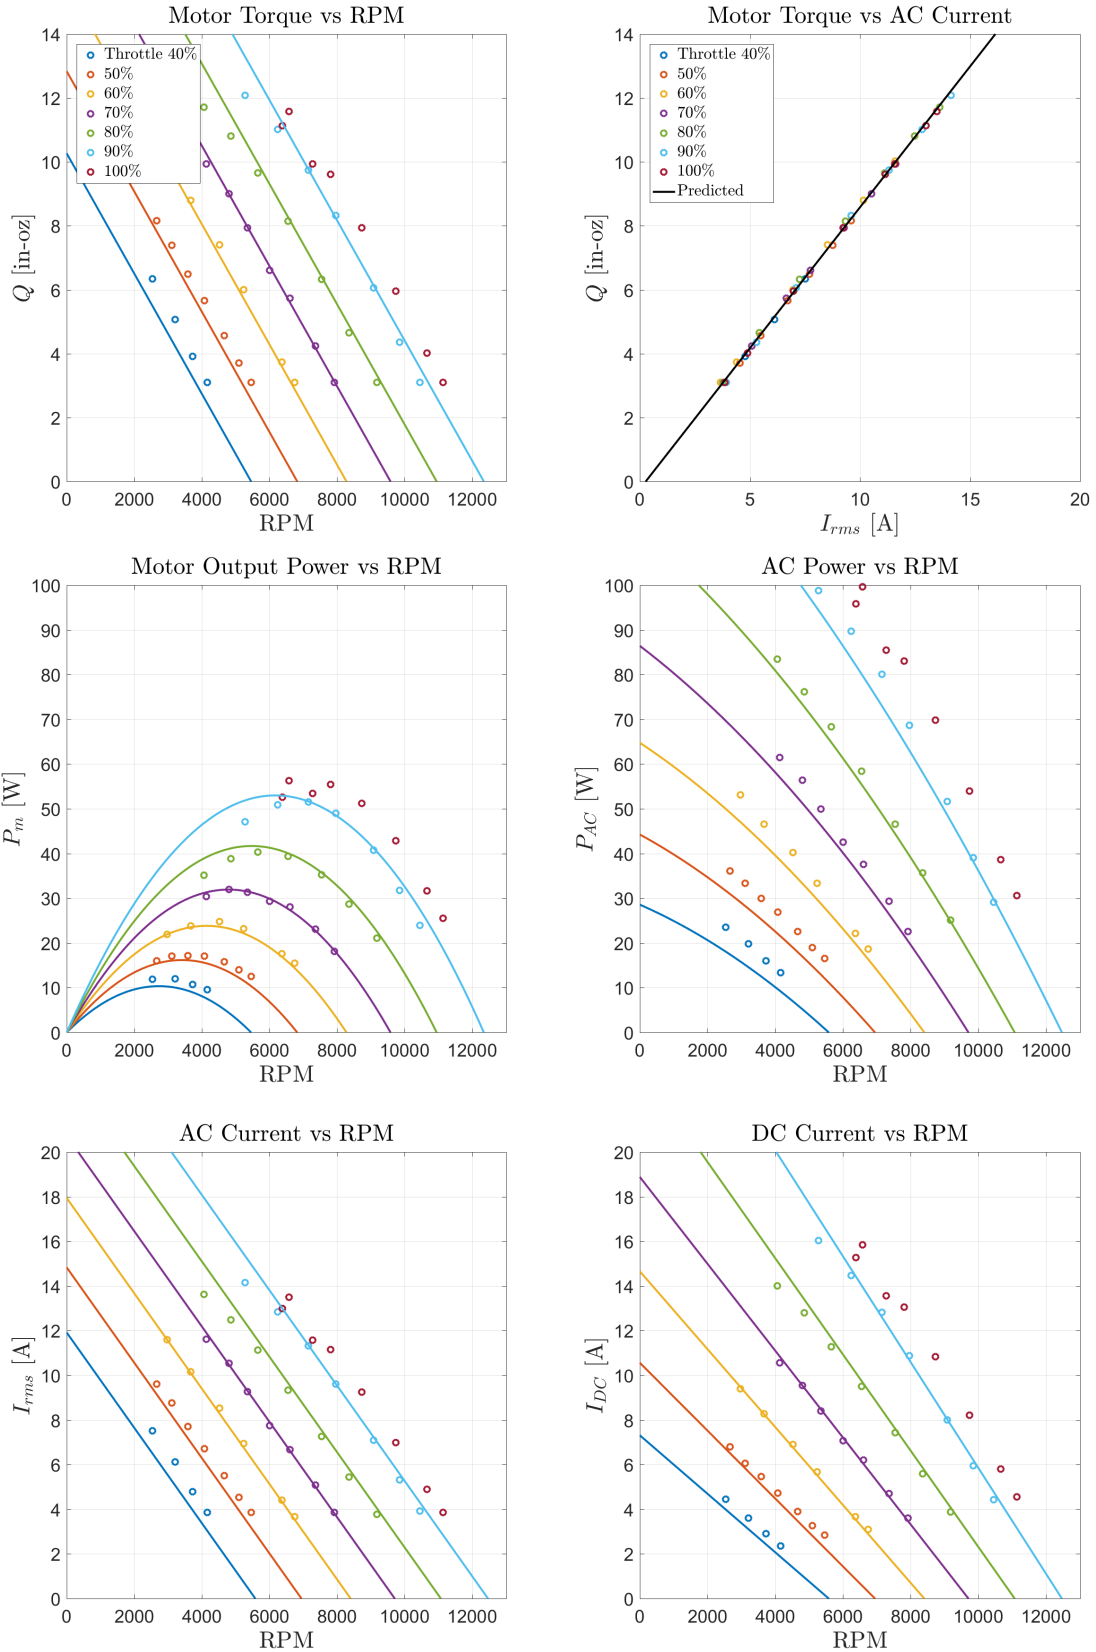 Motor Torque vs RPM
14
12
10
8
6
4
2
0
Q [in-oz]
Throttle 40%
50%
60%
70%
80%
90%
100%
0 2000 4000 6000 8000 10000 12000
RPM
Motor Torque vs AC Current
14
12
10
8
6
4
2
0
Q [in-oz]
Throttle 40%
50%
60%
70%
80%
90%
100%
Predicted
0 5 10 15 20
I_rms [A]
Motor Output Power vs RPM
100
90
80
70
60
50
40
30
20
10
0
P_m [W]
0 2000 4000 6000 8000 10000 12000
RPM
AC Power vs RPM
100
90
80
70
60
50
40
30
20
10
0
P_AC [W]
0 2000 4000 6000 8000 10000 12000
RPM
AC Current vs RPM
20
18
16
14
12
10
8
6
4
2
0
I_rms [A]
0 2000 4000 6000 8000 10000 12000
RPM
DC Current vs RPM
20
18
16
14
12
10
8
6
4
2
0
I_DC [A]
0 2000 4000 6000 8000 10000 12000
RPM